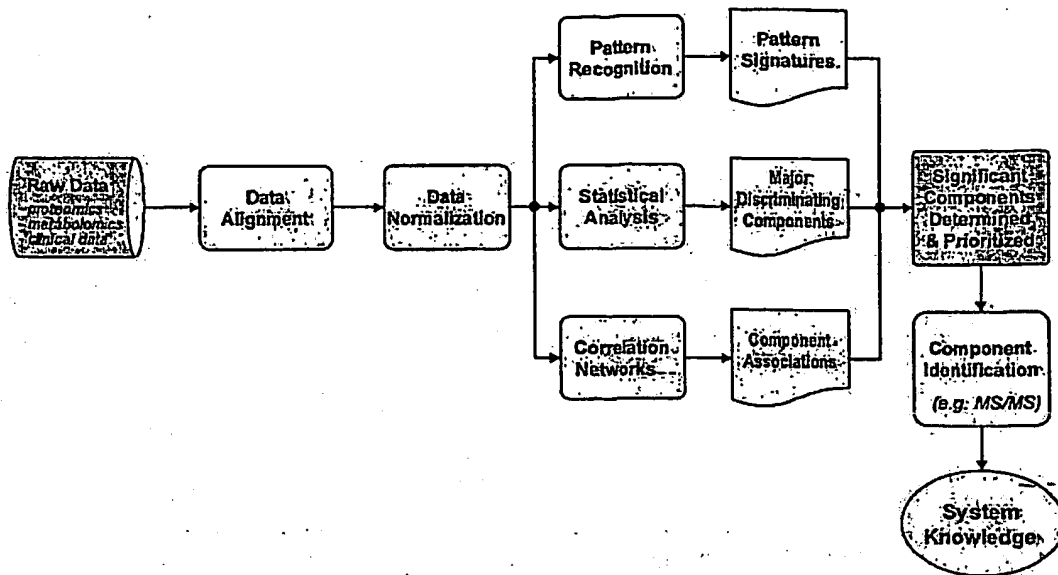 Raw Data
proteomics
metabolomics
clinical data
Data
Alignment
Data
Normalization
Pattern
Recognition
Pattern
Signatures
Statistical
Analysis
Major
Discriminating
Components
Correlation
Networks
Component
Associations
Significant
Components
Determined
& Prioritized
Component
Identification
(e.g: MS/MS)
System
Knowledge